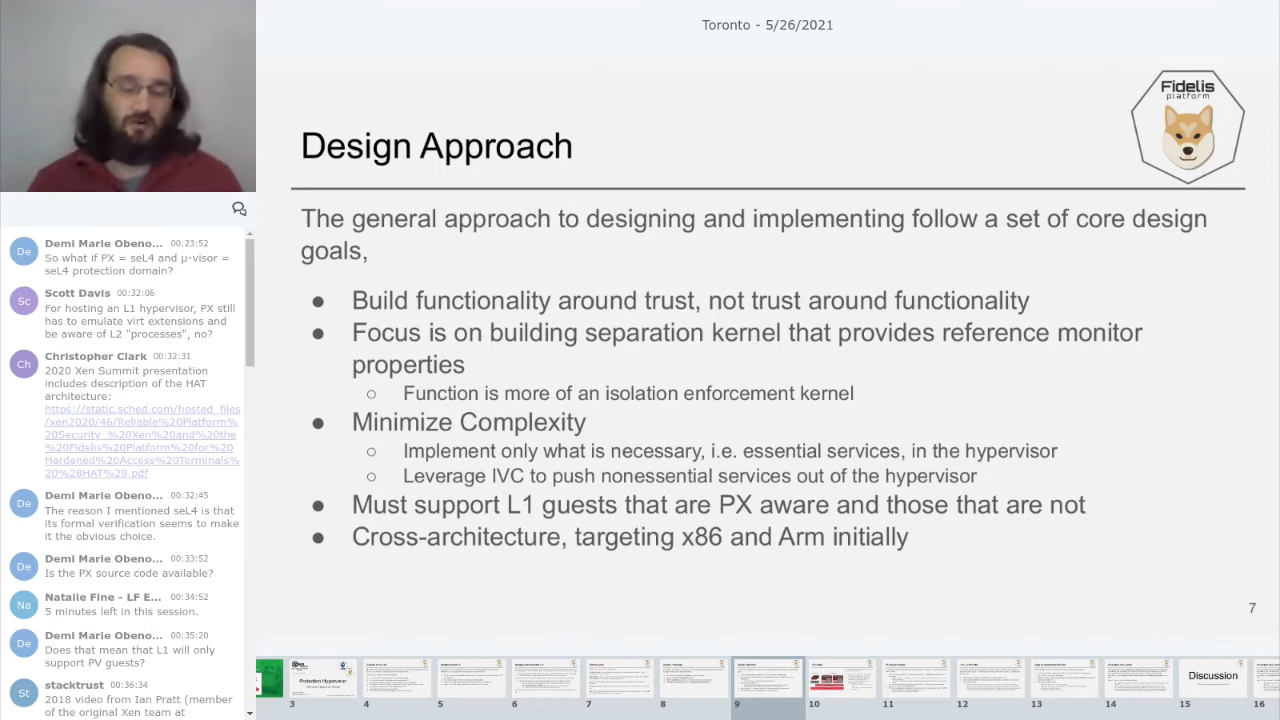 Toronto - 5/26/2021
Fidelis
platform
Design Approach
The general approach to designing and implementing follow a set of core design
goals,
● Build functionality around trust, not trust around functionality
● Focus is on building separation kernel that provides reference monitor
properties
○ Function is more of an isolation enforcement kernel
● Minimize Complexity
○ Implement only what is necessary, i.e. essential services, in the hypervisor
○ Leverage IVC to push nonessential services out of the hypervisor
● Must support L1 guests that are PX aware and those that are not
● Cross-architecture, targeting x86 and Arm initially
7
De
Demi Marie Obeno... 00:23:52
So what if PX = seL4 and µ-visor =
seL4 protection domain?
Sc
Scott Davis 00:32:06
For hosting an L1 hypervisor, PX still
has to emulate virt extensions and
be aware of L2 "processes", no?
Ch
Christopher Clark 00:32:31
2020 Xen Summit presentation
includes description of the HAT
architecture:
https://static.sched.com/hosted_files
/xen2020/46/Reliable%20Platform%
20Security_%20Xen%20and%20the
%20Fidelis%20Platform%20for%20
Hardened%20Access%20Terminals%
20%28HAT%29.pdf
De
Demi Marie Obeno... 00:32:45
The reason I mentioned seL4 is that
its formal verification seems to make
it the obvious choice.
De
Demi Marie Obeno... 00:33:52
Is the PX source code available?
Na
Natalie Fine – LF E... 00:34:52
5 minutes left in this session.
De
Demi Marie Obeno... 00:35:20
Does that mean that L1 will only
support PV guests?
St
stacktrust 00:36:34
2018 video from Ian Pratt (member
of the original Xen team at
Discussion
3 4 5 6 7 8 9 10 11 12 13 14 15 16